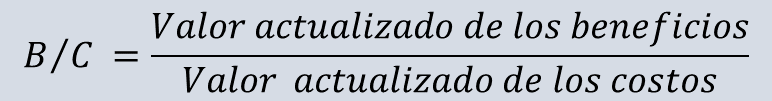 B/C = Valor actualizado de los beneficios
Valor actualizado de los costos